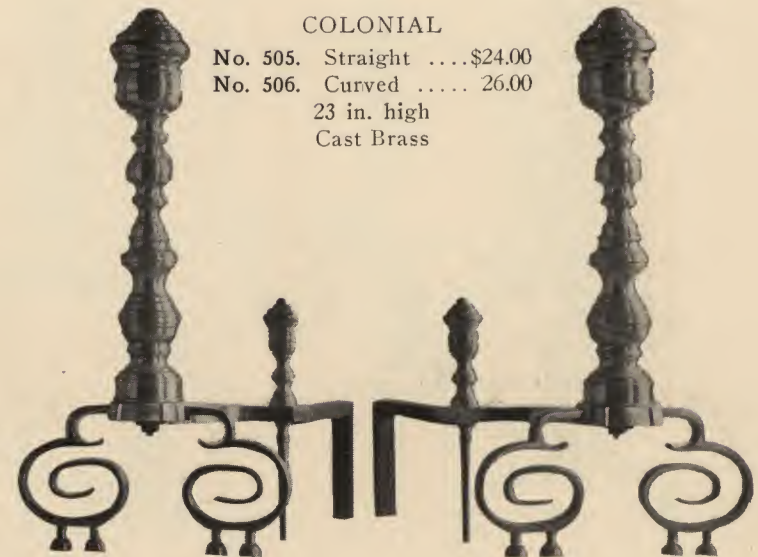 COLONIAL
No. 505. Straight ....$24.00
No. 506. Curved ..... 26.00
23 in. high
Cast Brass